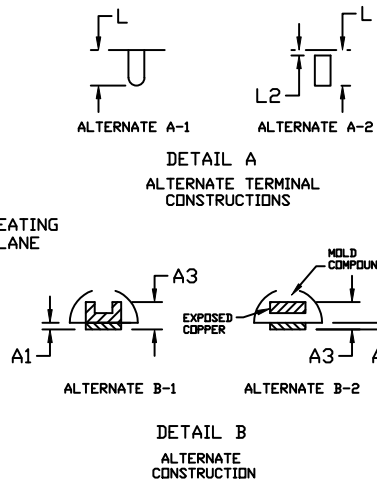 L
L
L2
ALTERNATE A-1
ALTERNATE A-2
DETAIL A
ALTERNATE TERMINAL
CONSTRUCTIONS
EATING
LANE
MOLD
COMPOUN
A3
EXPOSED
COPPER
A1
A3
A
ALTERNATE B-1
ALTERNATE B-2
DETAIL B
ALTERNATE
CONSTRUCTION